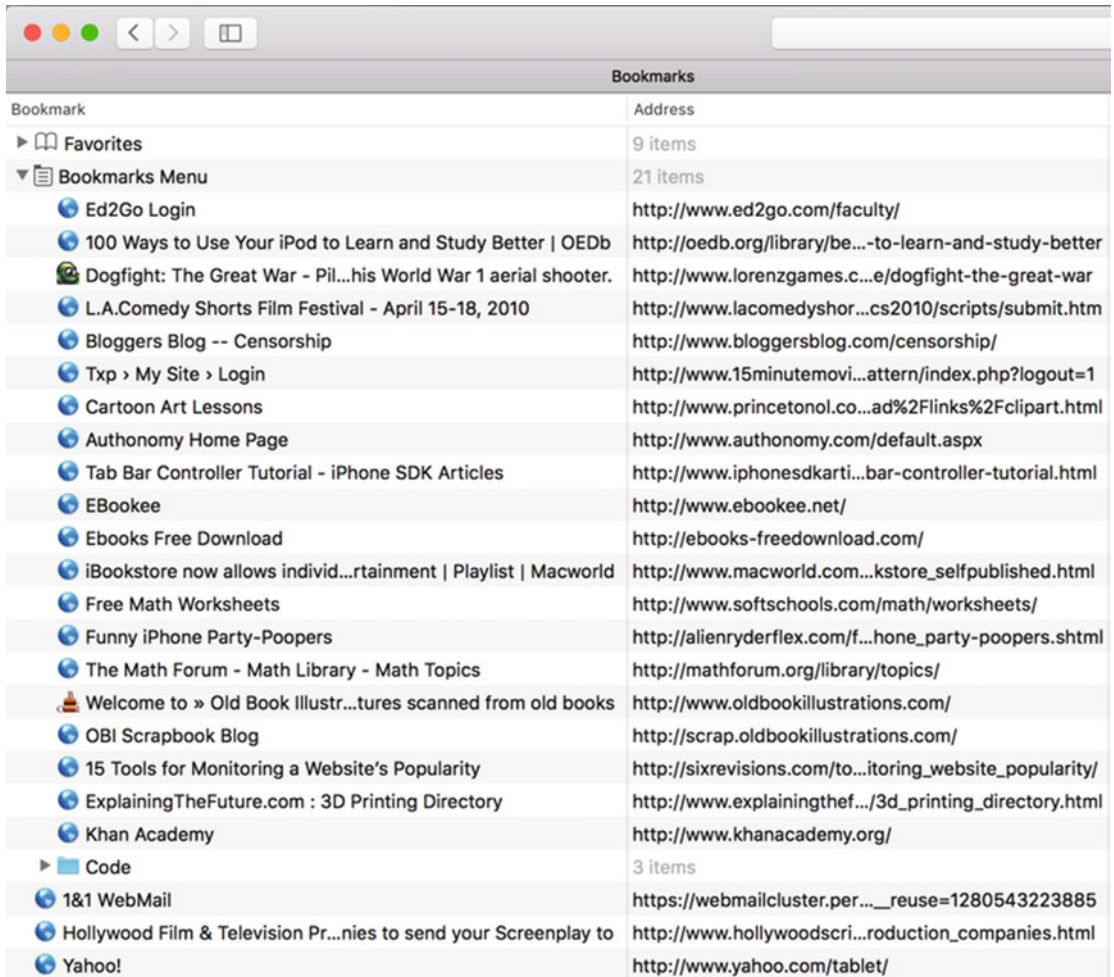 Bookmarks
Bookmark Address
Favorites 9 items
Bookmarks Menu 21 items
Ed2Go Login http://www.ed2go.com/faculty/
100 Ways to Use Your iPod to Learn and Study Better | OEDb http://oedb.org/library/be...-to-learn-and-study-better
Dogfight: The Great War - Pil...his World War 1 aerial shooter. http://www.lorenzgames.c...e/dogfight-the-great-war
L.A.Comedy Shorts Film Festival - April 15-18, 2010 http://www.lacomedyshor...cs2010/scripts/submit.htm
Bloggers Blog -- Censorship http://www.bloggersblog.com/censorship/
Txp › My Site › Login http://www.15minutemovi...attern/index.php?logout=1
Cartoon Art Lessons http://www.princetonol.co...ad%2Flinks%2Fclipart.html
Authonomy Home Page http://www.authonomy.com/default.aspx
Tab Bar Controller Tutorial - iPhone SDK Articles http://www.iphonesdkarti...bar-controller-tutorial.html
EBookee http://www.ebookee.net/
Ebooks Free Download http://ebooks-freedownload.com/
iBookstore now allows individ...rtainment | Playlist | Macworld http://www.macworld.com...kstore_selfpublished.html
Free Math Worksheets http://www.softschools.com/math/worksheets/
Funny iPhone Party-Poopers http://alienryderflex.com/f...hone_party-poopers.shtml
The Math Forum - Math Library - Math Topics http://mathforum.org/library/topics/
Welcome to » Old Book Illustr...tures scanned from old books http://www.oldbookillustrations.com/
OBI Scrapbook Blog http://scrap.oldbookillustrations.com/
15 Tools for Monitoring a Website's Popularity http://sixrevisions.com/to...itoring_website_popularity/
ExplainingTheFuture.com : 3D Printing Directory http://www.explainingthef.../3d_printing_directory.html
Khan Academy http://www.khanacademy.org/
Code 3 items
1&1 WebMail https://webmailcluster.per...__reuse=1280543223885
Hollywood Film & Television Pr...nies to send your Screenplay to http://www.hollywoodscri...roduction_companies.html
Yahoo! http://www.yahoo.com/tablet/